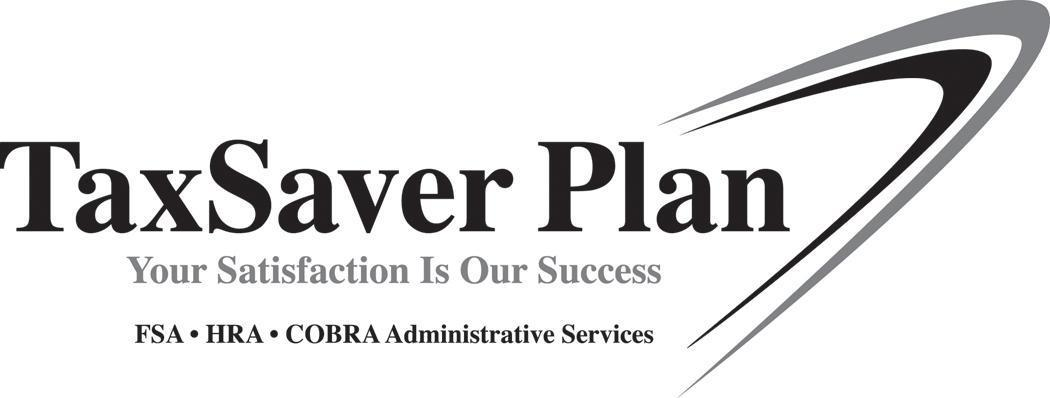 TaxSaver Plan
Your Satisfaction Is Our Success
FSA • HRA • COBRA Administrative Services